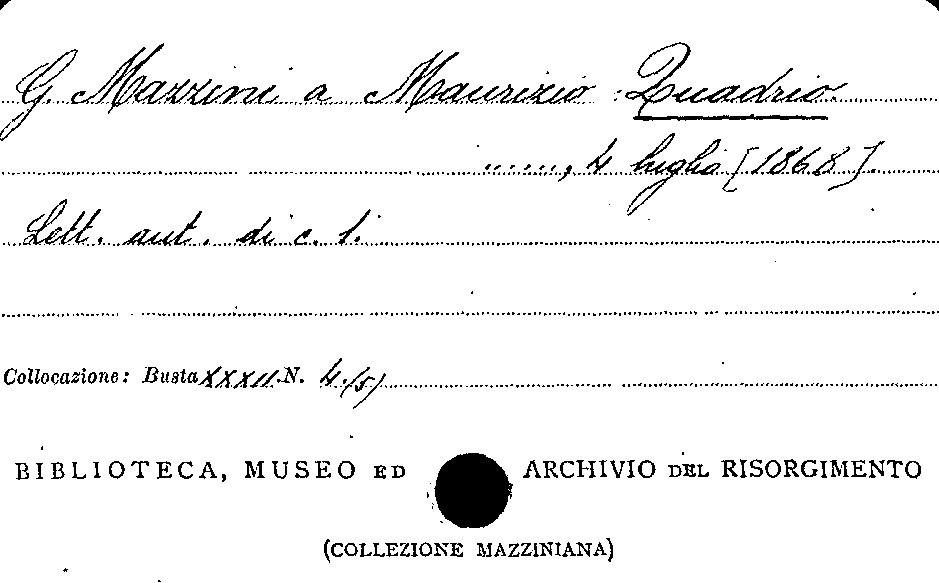 G. Mazzini a Maurizio Quadrio
......., 4 luglio [1868].
Lett. aut. di c. 1.
Collocazione: Busta XXXII N. 4.(5)
BIBLIOTECA, MUSEO ED ARCHIVIO DEL RISORGIMENTO
(COLLEZIONE MAZZINIANA)